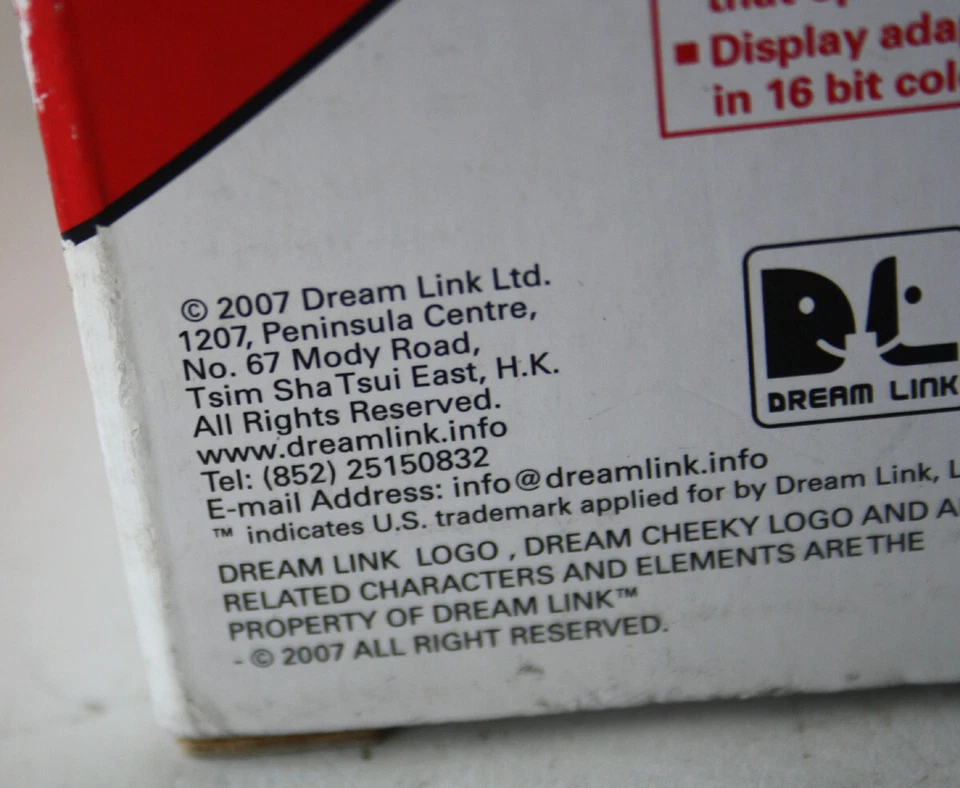 ■ Display
in 16 bit
© 2007 Dream Link Ltd.
1207, Peninsula Centre,
No. 67 Mody Road,
Tsim Sha Tsui East, H.K.
All Rights Reserved.
www.dreamlink.info
Tel: (852) 25150832
E-mail Address: info@dreamlink.info
™ indicates U.S. trademark applied for by Dream Link,
DREAM LINK LOGO , DREAM CHEEKY LOGO AND
RELATED CHARACTERS AND ELEMENTS ARE THE
PROPERTY OF DREAM LINK™
- © 2007 ALL RIGHT RESERVED.
DL
DREAM LINK